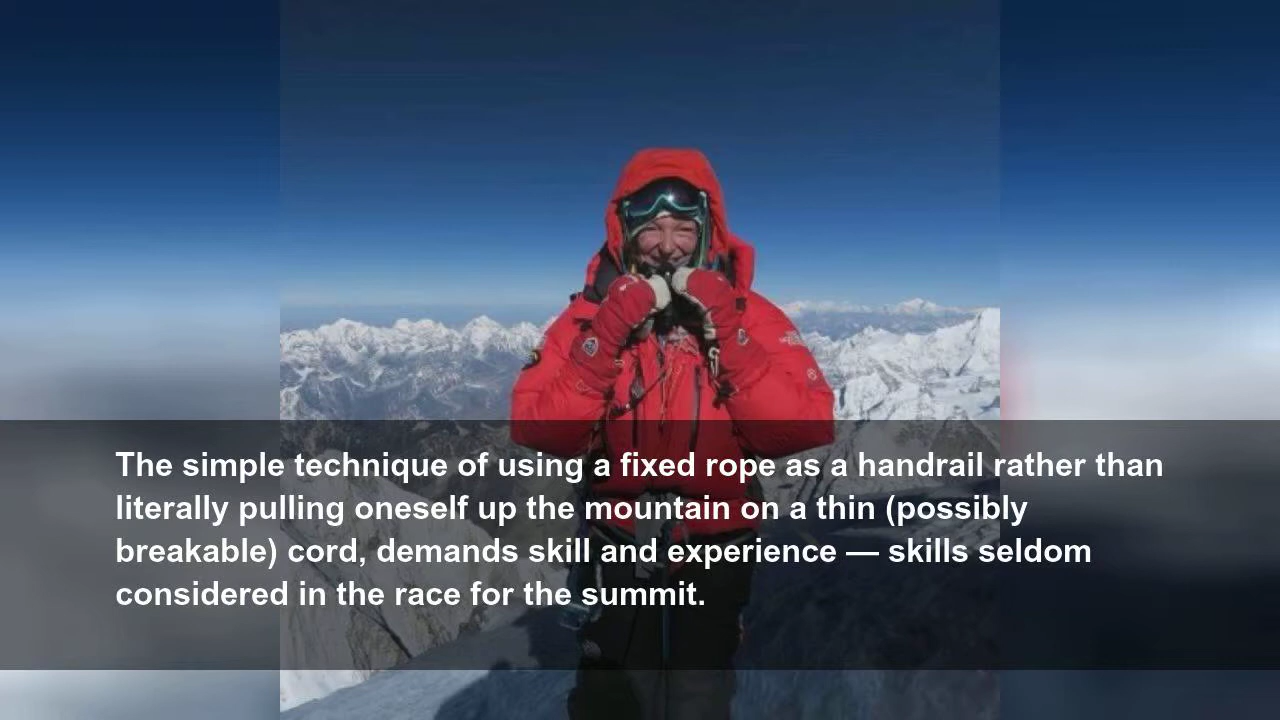 The simple technique of using a fixed rope as a handrail rather than
literally pulling oneself up the mountain on a thin (possibly
breakable) cord, demands skill and experience — skills seldom
considered in the race for the summit.